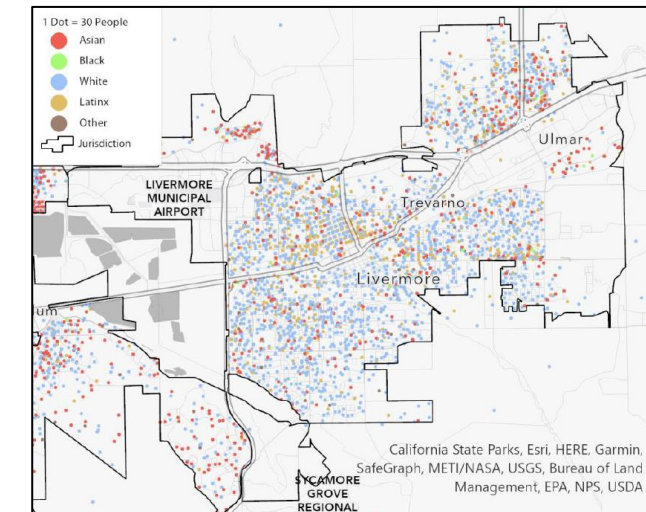 1 Dot = 30 People
Asian
Black
White
Latinx
Other
Jurisdiction
Ulmar
LIVERMORE
MUNICIPAL
AIRPORT
Trevarno
Livermore
um
California State Parks, Esri, HERE, Garmin,
SafeGraph, METI/NASA, USGS, Bureau of Land
Management, EPA, NPS, USDA
SYCAMORE
GROVE
REGIONAL